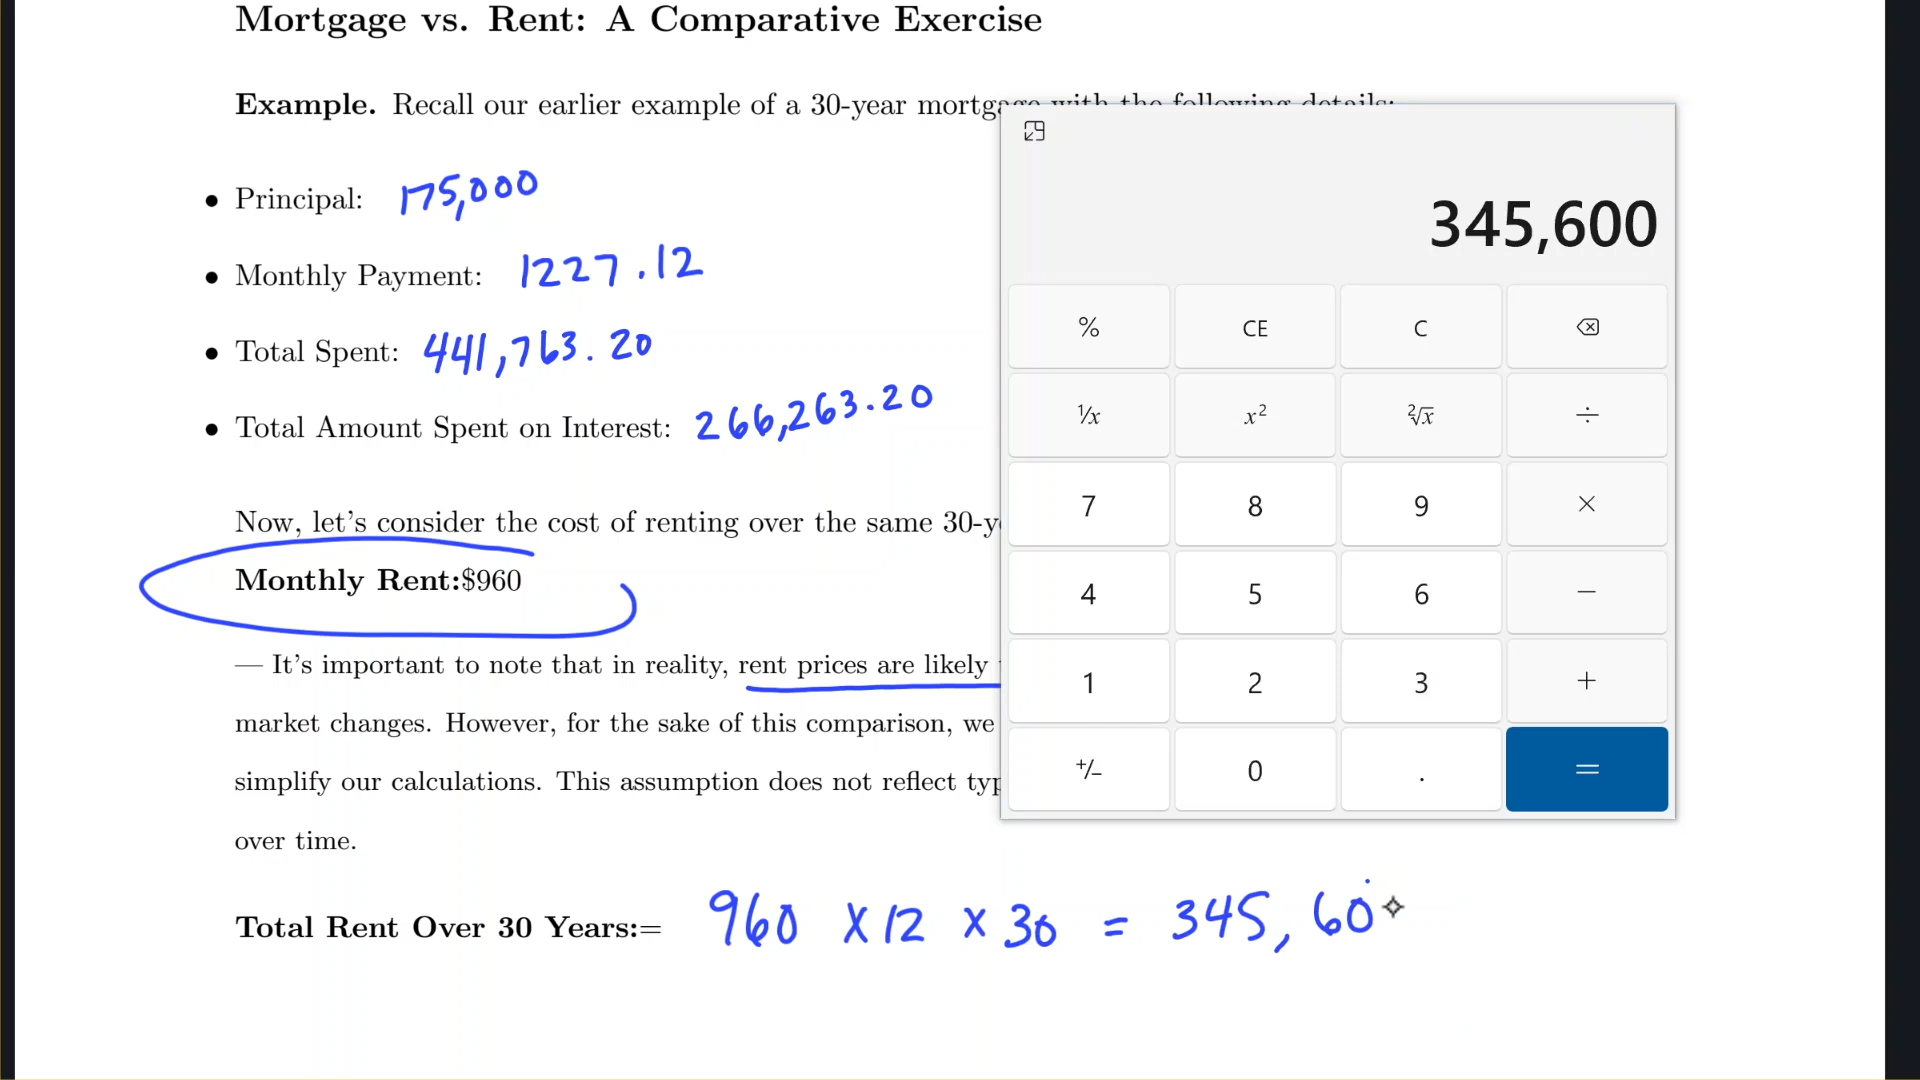 Mortgage vs. Rent: A Comparative Exercise
Example. Recall our earlier example of a 30-year mortgage with the following details:
• Principal: 175,000
• Monthly Payment: 1227.12
• Total Spent: 441,763.20
• Total Amount Spent on Interest: 266,263.20
Now, let's consider the cost of renting over the same 30-y
Monthly Rent:$960
— It's important to note that in reality, rent prices are likely
market changes. However, for the sake of this comparison, we
simplify our calculations. This assumption does not reflect typ
over time.
Total Rent Over 30 Years:= 960 x 12 x 30 = 345,60
345,600
% CE C
1/x x² ²√x ÷
7 8 9 ×
4 5 6 −
1 2 3 +
+/− 0 . =